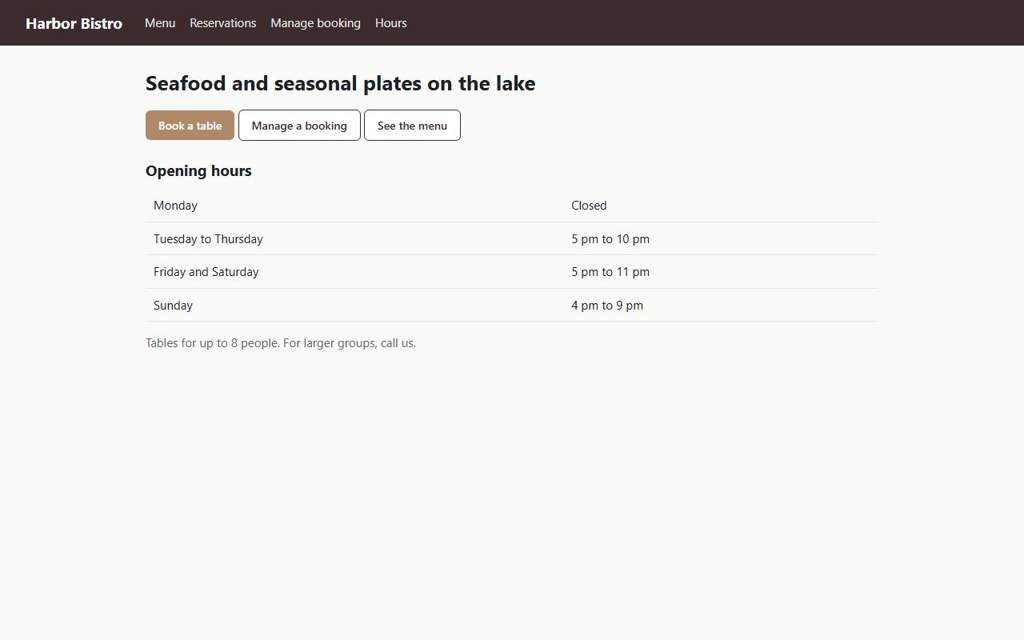 Harbor Bistro Menu Reservations Manage booking Hours
Seafood and seasonal plates on the lake
Book a table Manage a booking See the menu
Opening hours
Monday Closed
Tuesday to Thursday 5 pm to 10 pm
Friday and Saturday 5 pm to 11 pm
Sunday 4 pm to 9 pm
Tables for up to 8 people. For larger groups, call us.